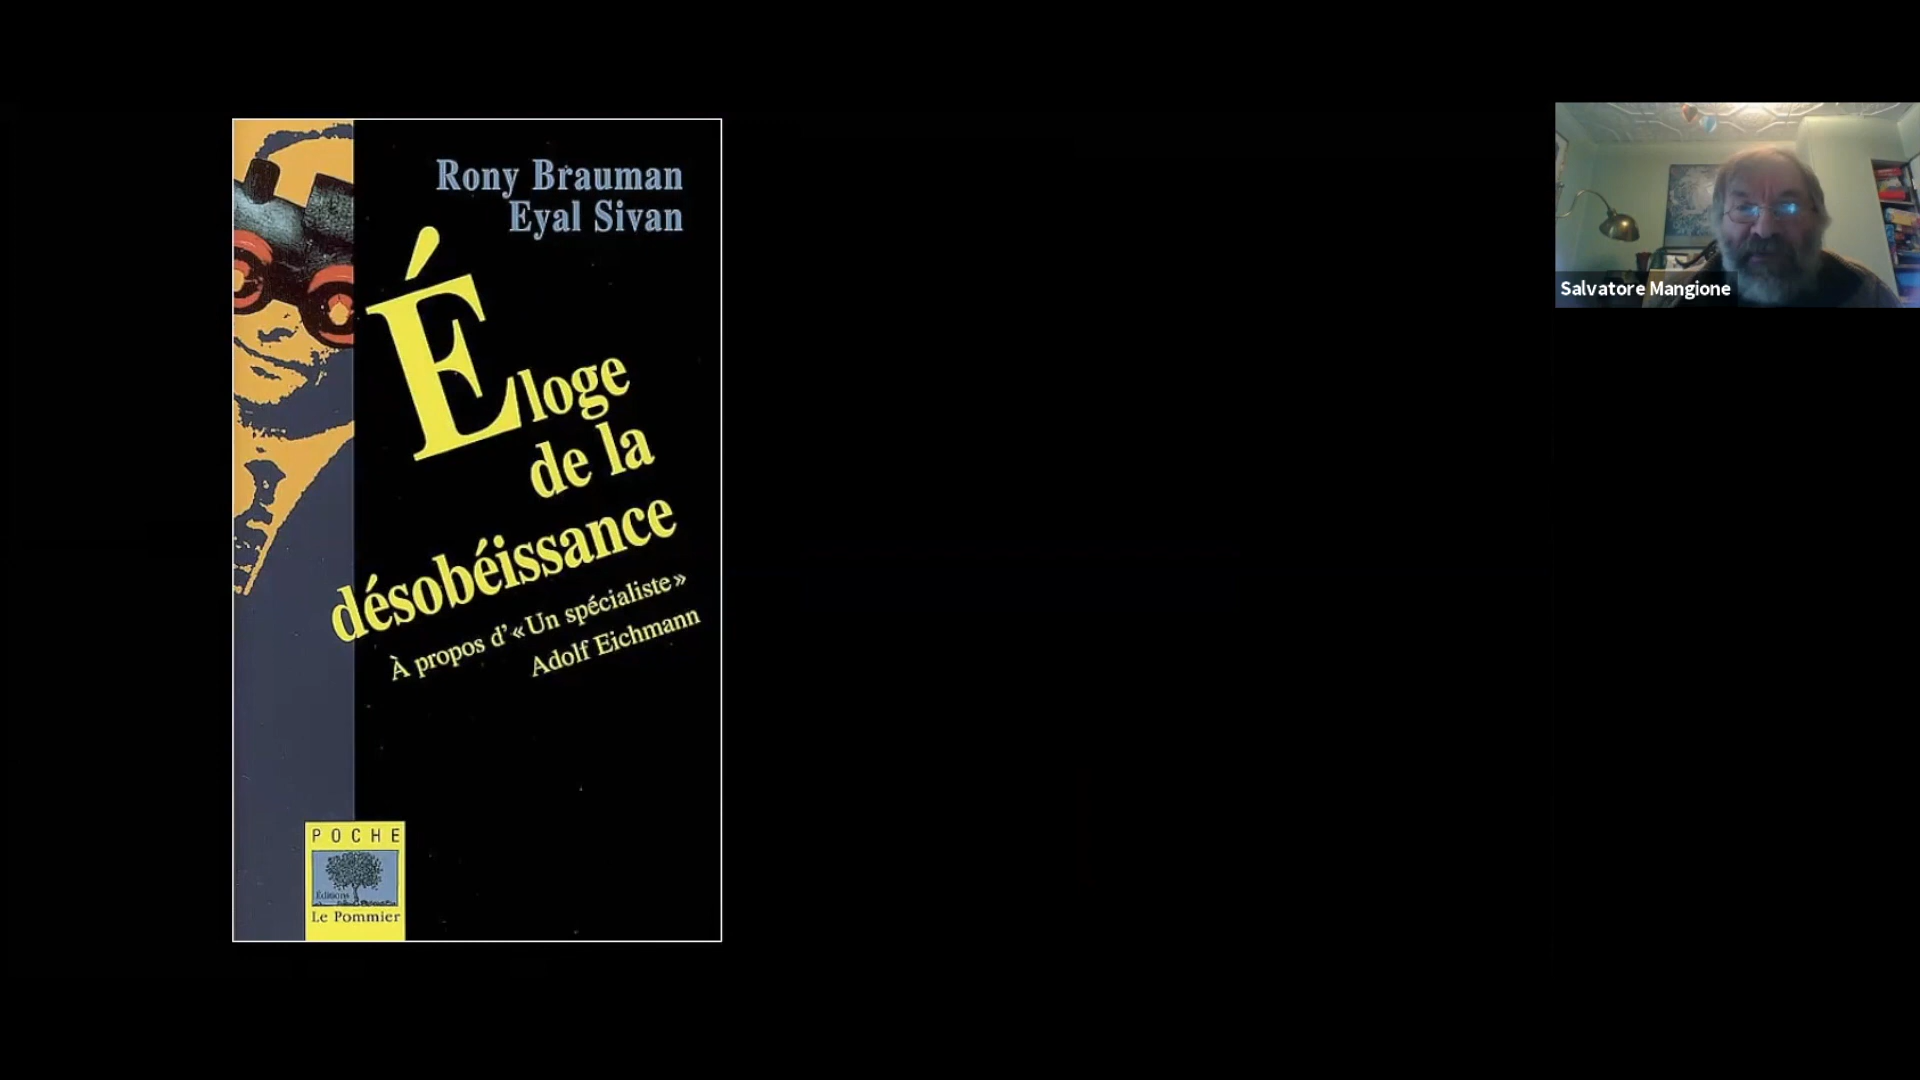 Rony Brauman
Eyal Sivan
Éloge
de la
désobéissance
À propos d'«Un spécialiste»
Adolf Eichmann
POCHE
Éditions
Le Pommier
Salvatore Mangione